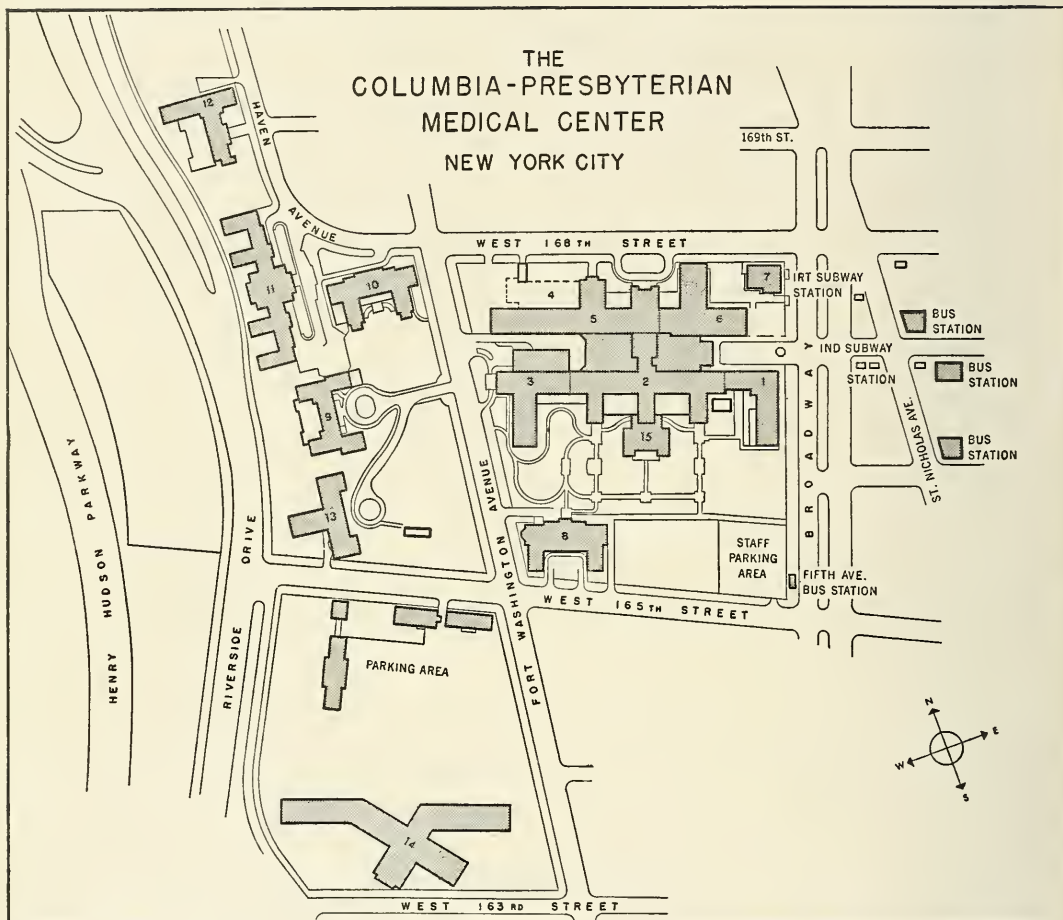 THE
COLUMBIA-PRESBYTERIAN
MEDICAL CENTER
NEW YORK CITY
169TH ST.
HAVEN
AVENUE
WEST 168TH STREET
12
11
10
9
13
4
5
6
7
3
2
1
15
8
14
IRT SUBWAY
STATION
IND SUBWAY
STATION
BUS
STATION
BUS
STATION
BUS
STATION
ST. NICHOLAS AVE.
BROADWAY
STAFF
PARKING
AREA
FIFTH AVE.
BUS STATION
WEST 165TH STREET
FORT WASHINGTON AVENUE
HENRY HUDSON PARKWAY
RIVERSIDE DRIVE
PARKING AREA
WEST 163RD STREET
N
E
W
S